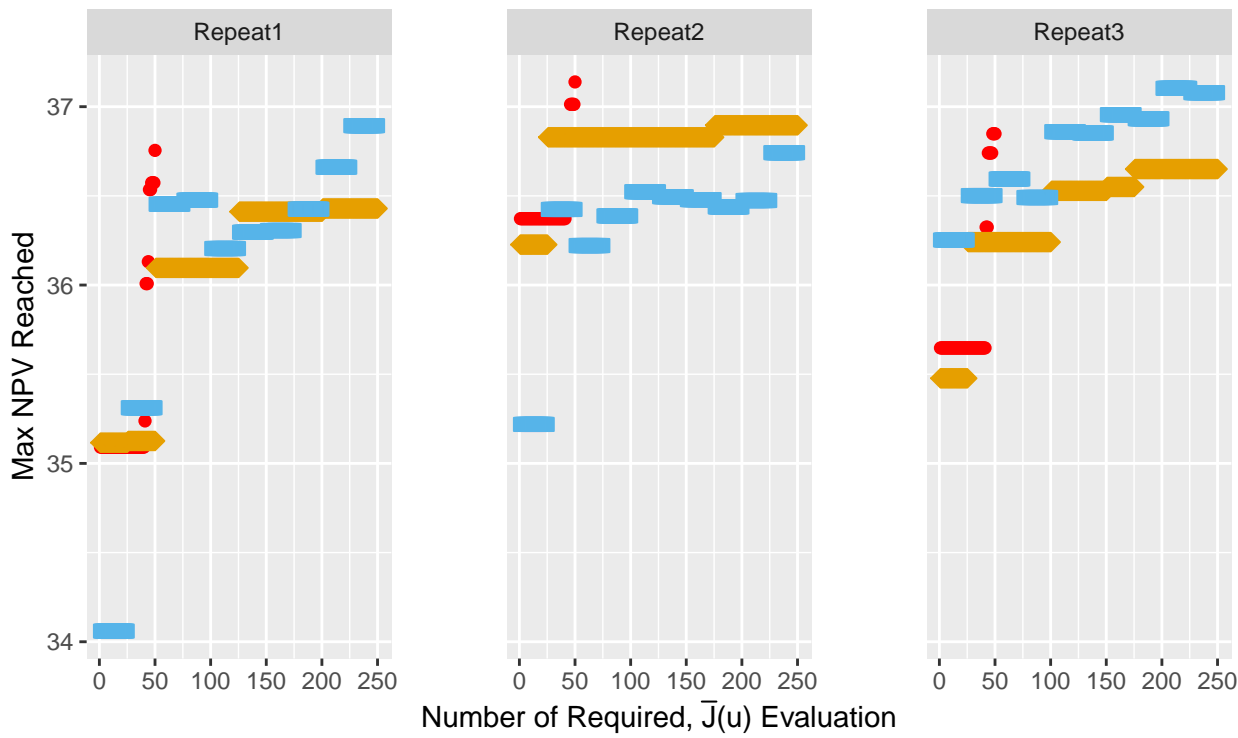 Repeat1 Repeat2 Repeat3
Max NPV Reached
37
36
35
34
0 50 100 150 200 250 0 50 100 150 200 250 0 50 100 150 200 250
Number of Required, J̅(u) Evaluation